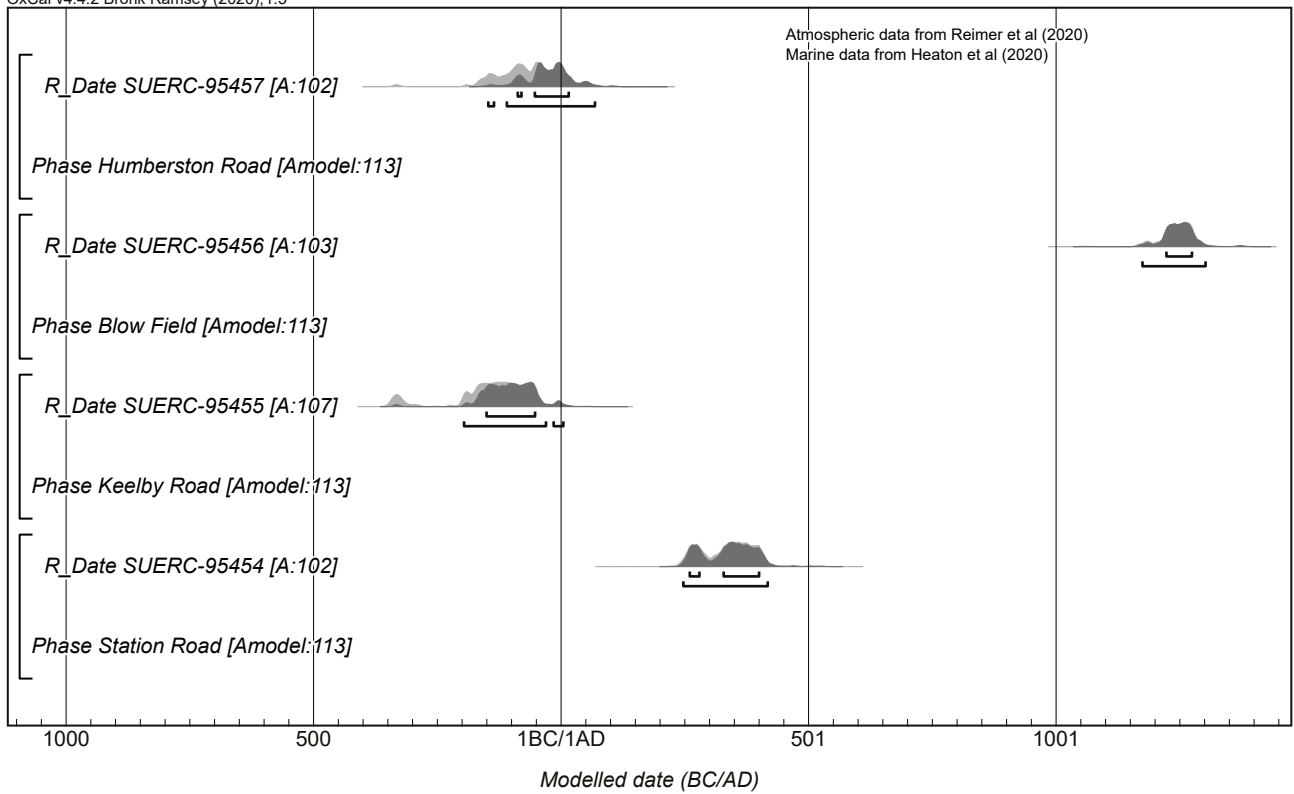 OxCal v4.4.2 Bronk Ramsey (2020); r:5
Atmospheric data from Reimer et al (2020)
Marine data from Heaton et al (2020)
R_Date SUERC-95457 [A:102]
Phase Humberston Road [Amodel:113]
R_Date SUERC-95456 [A:103]
Phase Blow Field [Amodel:113]
R_Date SUERC-95455 [A:107]
Phase Keelby Road [Amodel:113]
R_Date SUERC-95454 [A:102]
Phase Station Road [Amodel:113]
1000 500 1BC/1AD 501 1001
Modelled date (BC/AD)